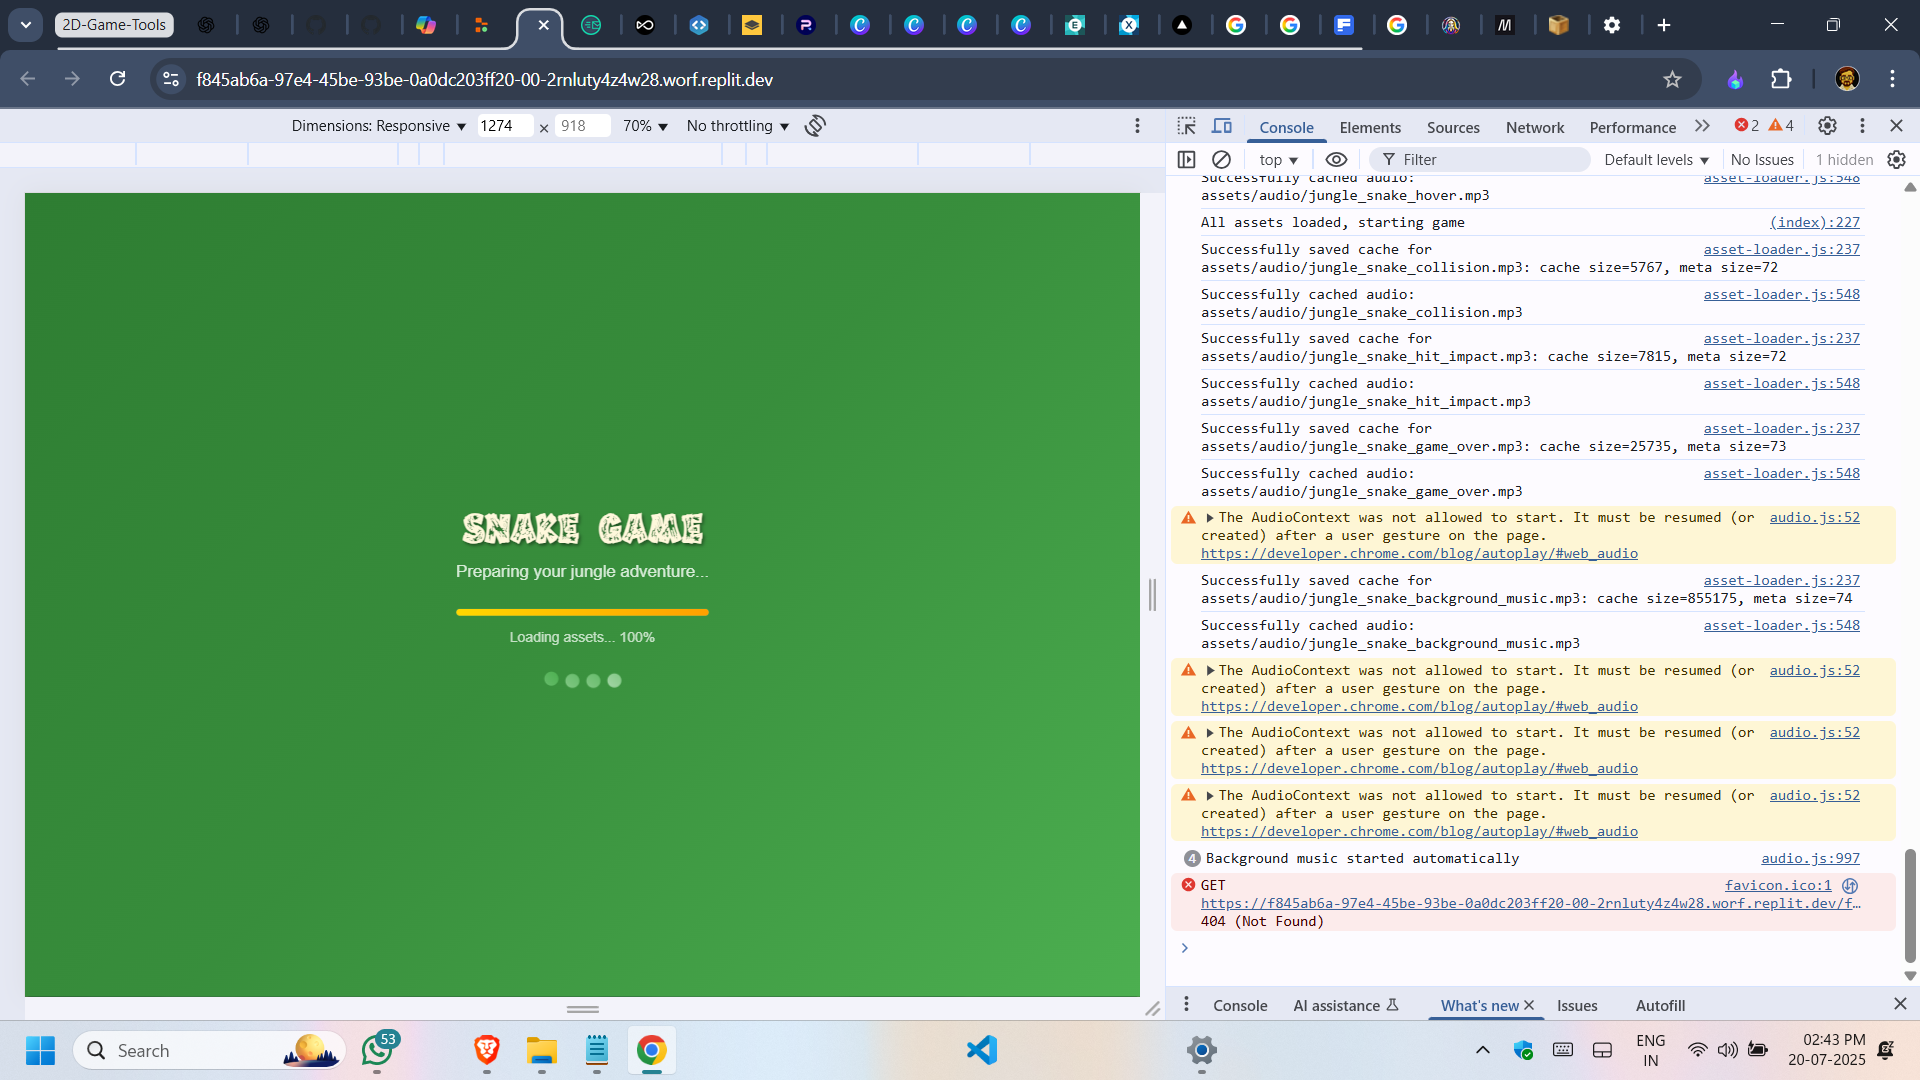 2D-Game-Tools
f845ab6a-97e4-45be-93be-0a0dc203ff20-00-2rnluty4z4w28.worf.replit.dev
Dimensions: Responsive 1274 × 918 70% No throttling
Console Elements Sources Network Performance 2 4
top Filter Default levels No Issues 1 hidden
Successfully cached audio: asset-loader.js:548
assets/audio/jungle_snake_hover.mp3
All assets loaded, starting game (index):227
Successfully saved cache for asset-loader.js:237
assets/audio/jungle_snake_collision.mp3: cache size=5767, meta size=72
Successfully cached audio: asset-loader.js:548
assets/audio/jungle_snake_collision.mp3
Successfully saved cache for asset-loader.js:237
assets/audio/jungle_snake_hit_impact.mp3: cache size=7815, meta size=72
Successfully cached audio: asset-loader.js:548
assets/audio/jungle_snake_hit_impact.mp3
Successfully saved cache for asset-loader.js:237
assets/audio/jungle_snake_game_over.mp3: cache size=25735, meta size=73
Successfully cached audio: asset-loader.js:548
assets/audio/jungle_snake_game_over.mp3
The AudioContext was not allowed to start. It must be resumed (or audio.js:52
created) after a user gesture on the page.
https://developer.chrome.com/blog/autoplay/#web_audio
Successfully saved cache for asset-loader.js:237
assets/audio/jungle_snake_background_music.mp3: cache size=855175, meta size=74
Successfully cached audio: asset-loader.js:548
assets/audio/jungle_snake_background_music.mp3
The AudioContext was not allowed to start. It must be resumed (or audio.js:52
created) after a user gesture on the page.
https://developer.chrome.com/blog/autoplay/#web_audio
The AudioContext was not allowed to start. It must be resumed (or audio.js:52
created) after a user gesture on the page.
https://developer.chrome.com/blog/autoplay/#web_audio
The AudioContext was not allowed to start. It must be resumed (or audio.js:52
created) after a user gesture on the page.
https://developer.chrome.com/blog/autoplay/#web_audio
4 Background music started automatically audio.js:997
GET favicon.ico:1
https://f845ab6a-97e4-45be-93be-0a0dc203ff20-00-2rnluty4z4w28.worf.replit.dev/f…
404 (Not Found)
SNAKE GAME
Preparing your jungle adventure...
Loading assets... 100%
Console AI assistance What's new Issues Autofill
Search
53
ENG
IN
02:43 PM
20-07-2025